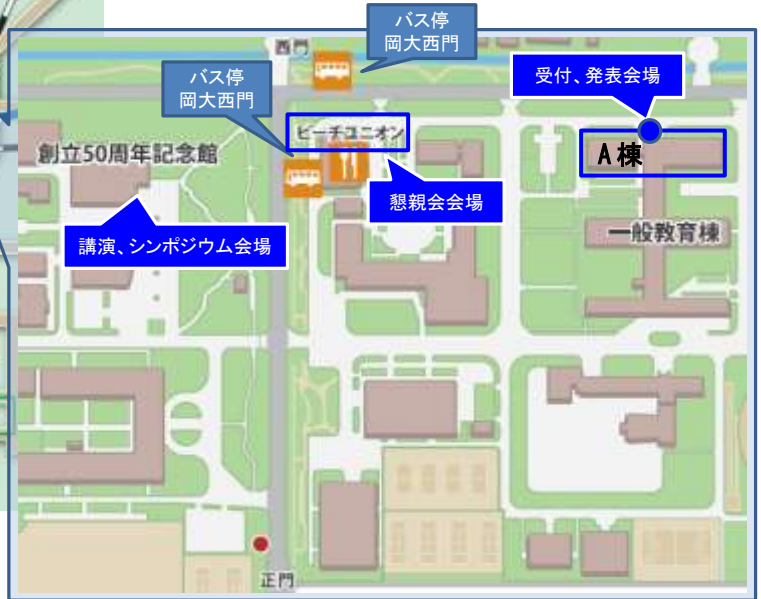 バス停
岡大西門
西門
バス停
岡大西門
受付、発表会場
ピーチユニオン
創立50周年記念館
A棟
懇親会会場
講演、シンポジウム会場
一般教育棟
正門